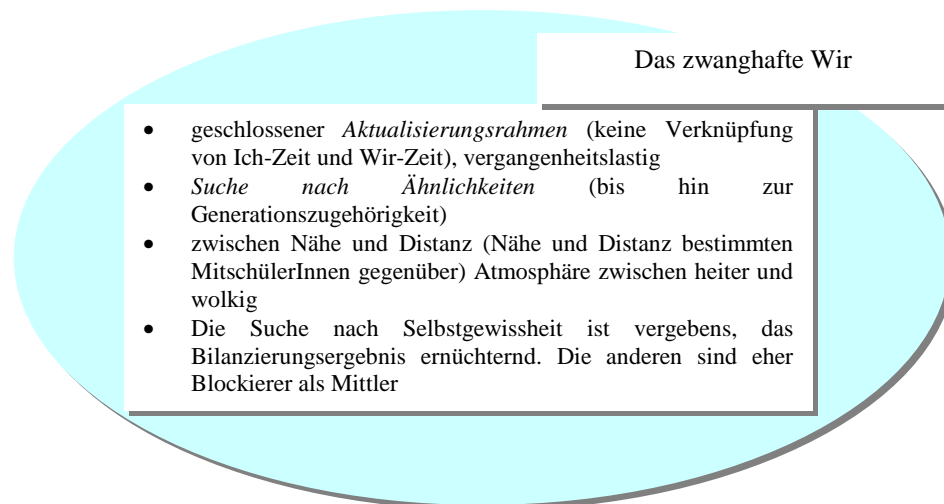 Das zwanghafte Wir
• geschlossener Aktualisierungsrahmen (keine Verknüpfung
von Ich-Zeit und Wir-Zeit), vergangenheitslastig
• Suche nach Ähnlichkeiten (bis hin zur
Generationszugehörigkeit)
• zwischen Nähe und Distanz (Nähe und Distanz bestimmten
MitschülerInnen gegenüber) Atmosphäre zwischen heiter und
wolkig
• Die Suche nach Selbstgewissheit ist vergebens, das
Bilanzierungsergebnis ernüchternd. Die anderen sind eher
Blockierer als Mittler